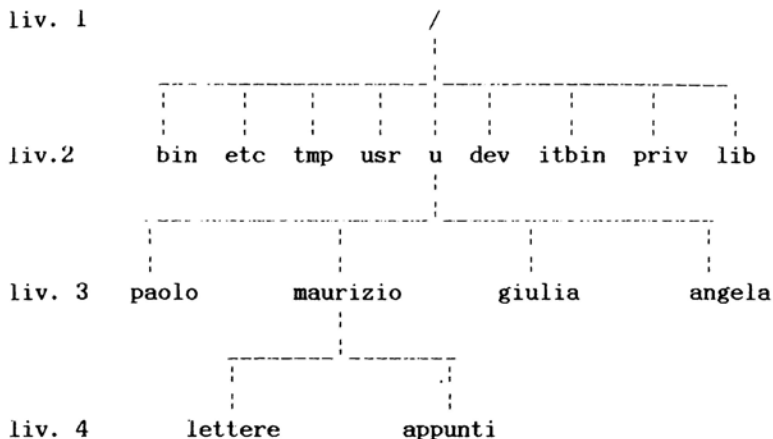 liv. 1 /
liv.2 bin etc tmp usr u dev itbin priv lib
liv. 3 paolo maurizio giulia angela
liv. 4 lettere appunti